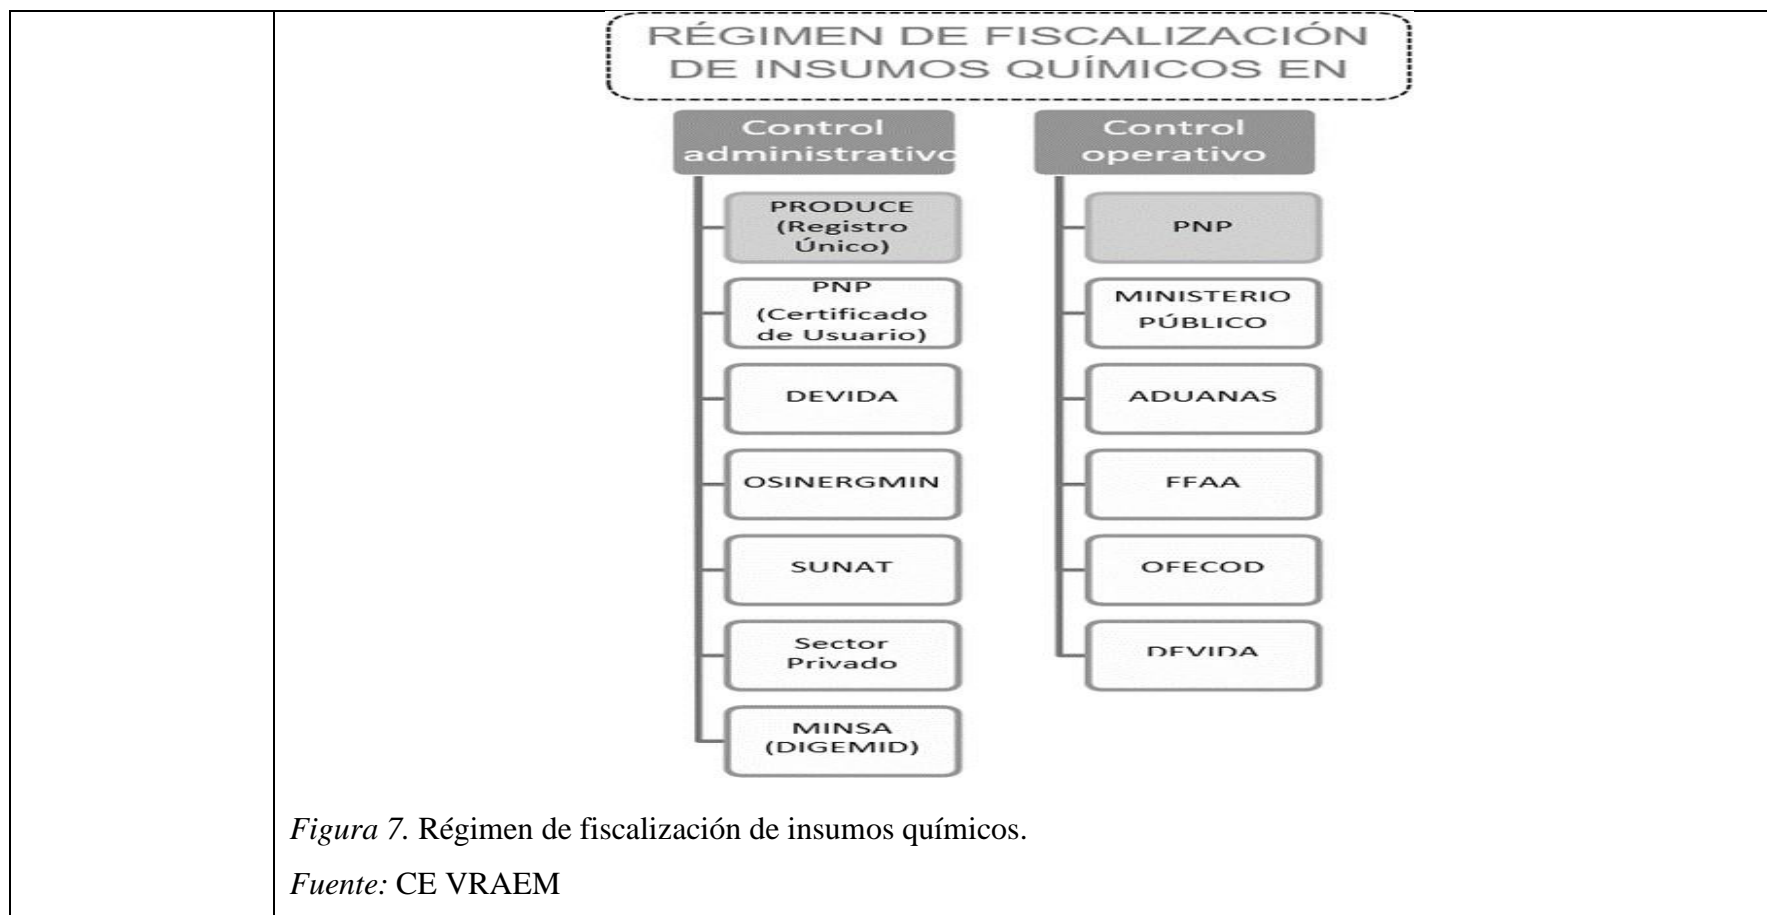 RÉGIMEN DE FISCALIZACIÓN
DE INSUMOS QUÍMICOS EN
Control
administrativo
PRODUCE
(Registro
Único)
PNP
(Certificado
de Usuario)
DEVIDA
OSINERGMIN
SUNAT
Sector
Privado
MINSA
(DIGEMID)
Control
operativo
PNP
MINISTERIO
PÚBLICO
ADUANAS
FFAA
OFECOD
DEVIDA
Figura 7. Régimen de fiscalización de insumos químicos.
Fuente: CE VRAEM